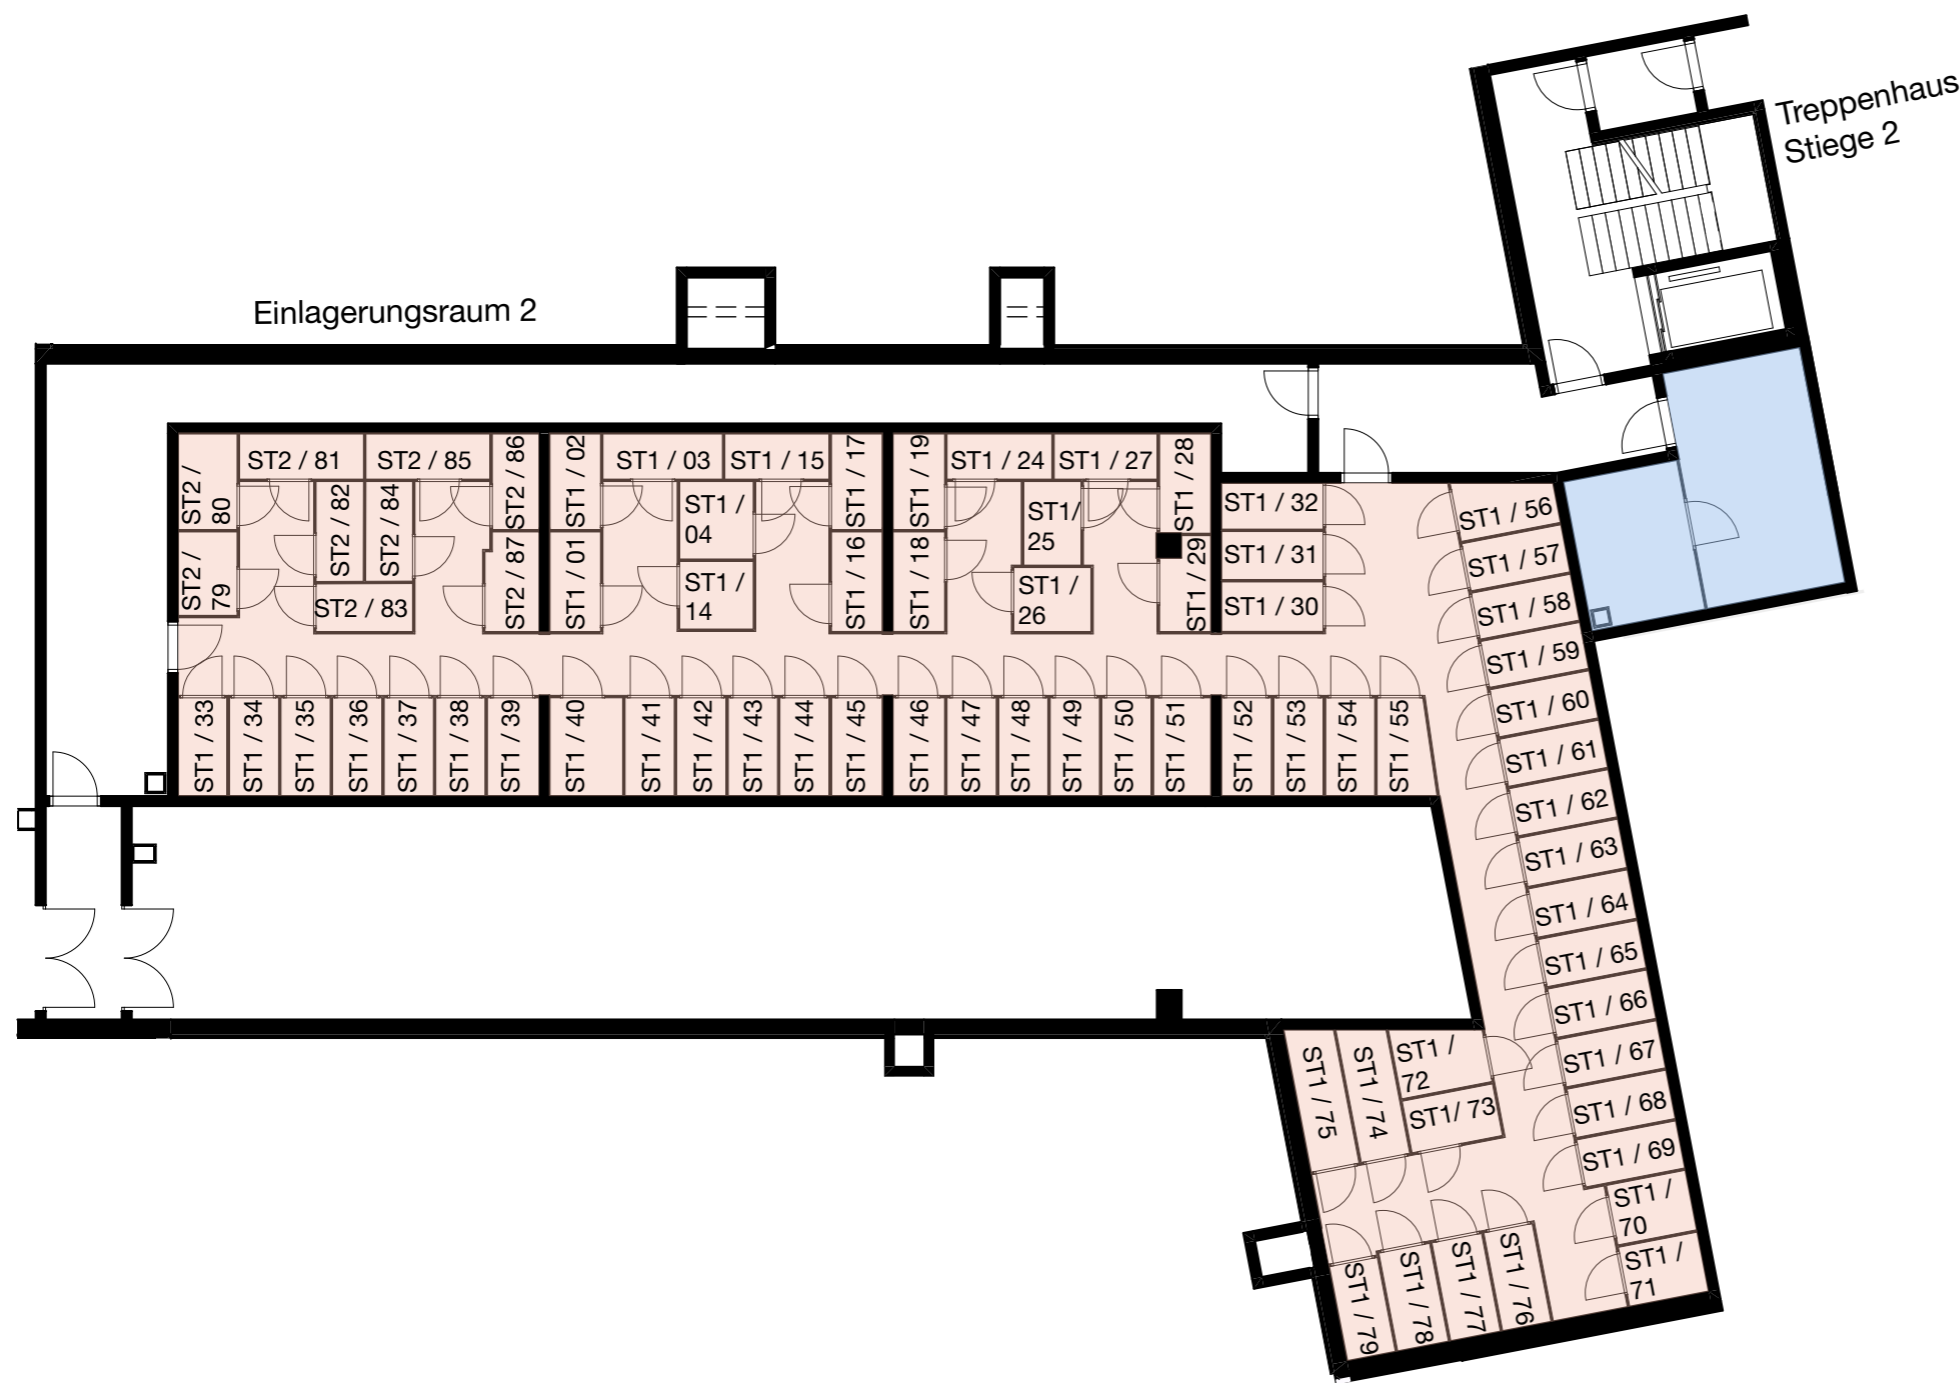 Treppenhaus
Stiege 2
Einlagerungsraum 2
ST2 /
80
ST2 / 81
ST2 / 85
ST2 / 86
ST1 / 02
ST1 / 03
ST1 / 15
ST1 / 17
ST1 / 19
ST1 / 24
ST1 / 27
ST1 / 28
ST2 / 82
ST2 / 84
ST1 /
04
ST1/
25
ST1 / 32
ST1 / 56
ST2 /
79
ST2 / 83
ST2 / 87
ST1 / 01
ST1 /
14
ST1 / 16
ST1 / 18
ST1 /
26
ST1 / 29
ST1 / 31
ST1 / 57
ST1 / 30
ST1 / 58
ST1 / 59
ST1 / 33
ST1 / 34
ST1 / 35
ST1 / 36
ST1 / 37
ST1 / 38
ST1 / 39
ST1 / 40
ST1 / 41
ST1 / 42
ST1 / 43
ST1 / 44
ST1 / 45
ST1 / 46
ST1 / 47
ST1 / 48
ST1 / 49
ST1 / 50
ST1 / 51
ST1 / 52
ST1 / 53
ST1 / 54
ST1 / 55
ST1 / 60
ST1 / 61
ST1 / 62
ST1 / 63
ST1 / 64
ST1 / 65
ST1 / 66
ST1 / 67
ST1 / 68
ST1 / 69
ST1 /
70
ST1 /
71
ST1 / 75
ST1 / 74
ST1 /
72
ST1/ 73
ST1 / 79
ST1 / 78
ST1 / 77
ST1 / 76